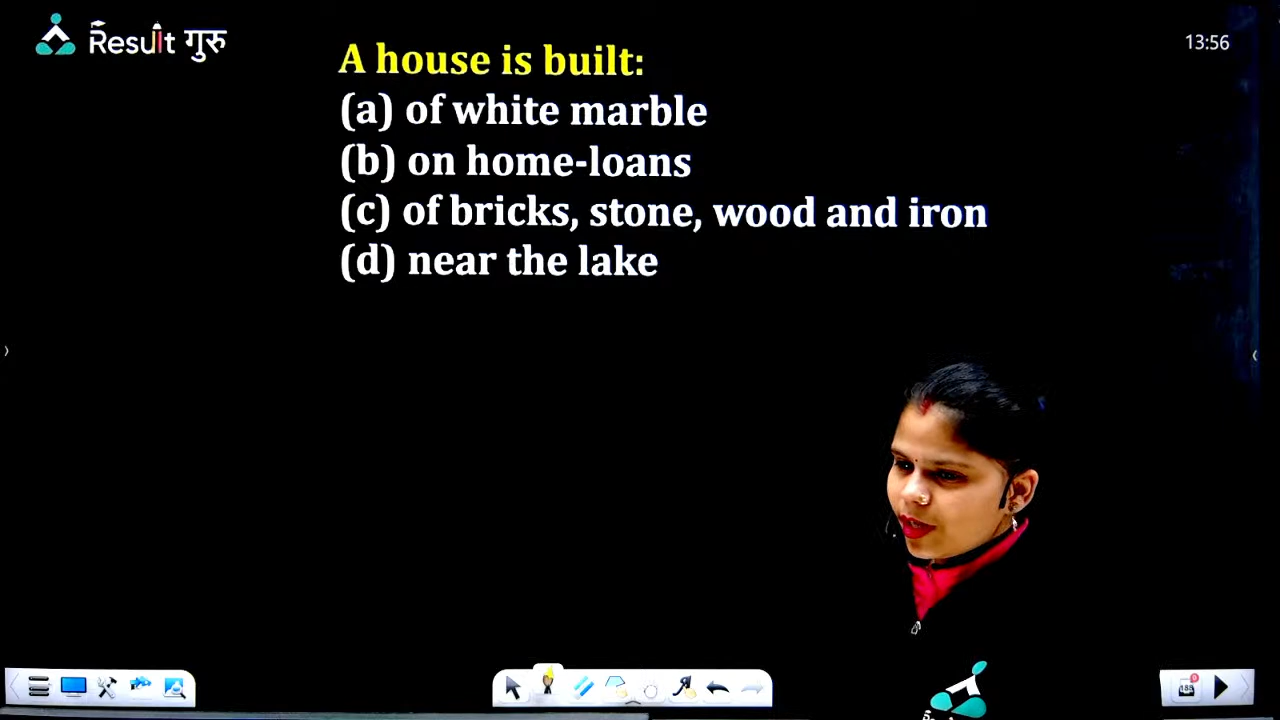 Result गुरु
13:56
A house is built:
(a) of white marble
(b) on home-loans
(c) of bricks, stone, wood and iron
(d) near the lake
188